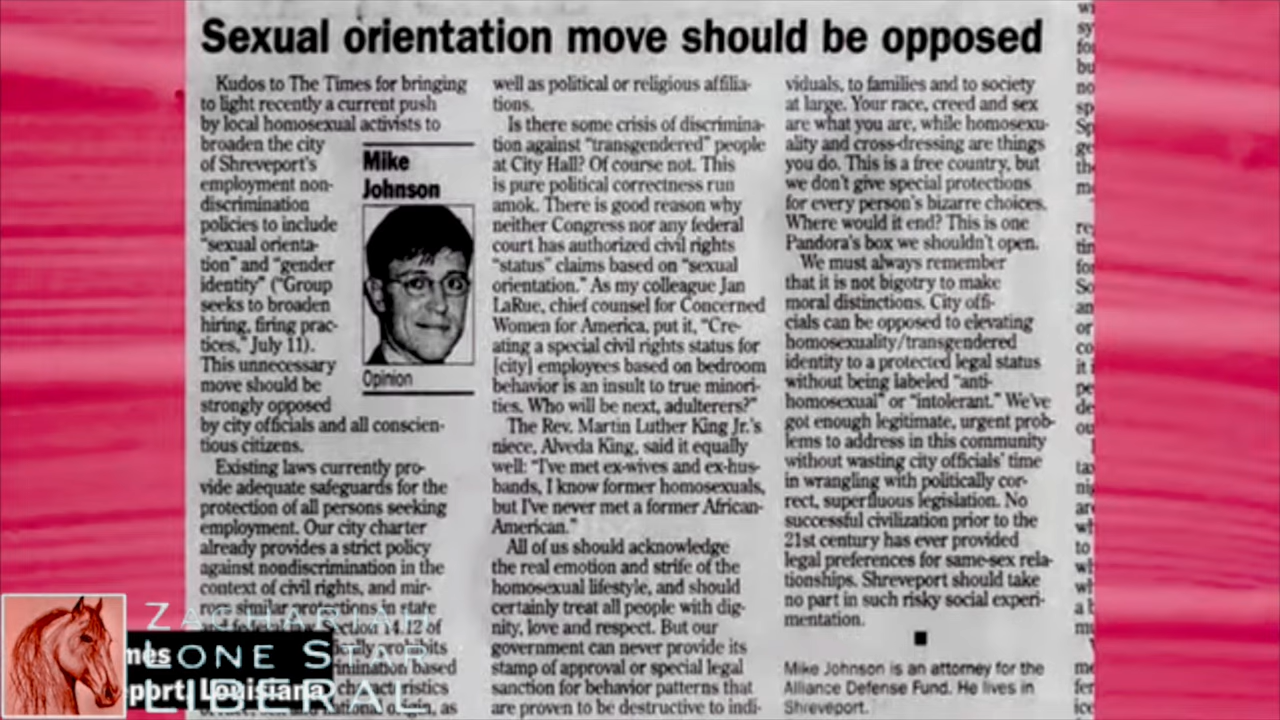 Sexual orientation move should be opposed
Kudos to The Times for bringing
to light recently a current push
by local homosexual activists to
broaden the city
of Shreveport's
employment non-
discrimination
policies to include
"sexual orienta-
tion" and "gender
identity" ("Group
seeks to broaden
hiring, firing prac-
tices," July 11).
This unnecessary
move should be
strongly opposed
by city officials and all conscien-
tious citizens.
Mike
Johnson
Opinion
Existing laws currently pro-
vide adequate safeguards for the
protection of all persons seeking
employment. Our city charter
already provides a strict policy
against nondiscrimination in the
context of civil rights, and mir-
similar protections in state
14.12 of
prohibits
based
characteristics
national origin, as
well as political or religious affilia-
tions.
Is there some crisis of discrimina-
tion against "transgendered" people
at City Hall? Of course not. This
is pure political correctness run
amok. There is good reason why
neither Congress nor any federal
court has authorized civil rights
"status" claims based on "sexual
orientation." As my colleague Jan
LaRue, chief counsel for Concerned
Women for America, put it, "Cre-
ating a special civil rights status for
[city] employees based on bedroom
behavior is an insult to true minori-
ties. Who will be next, adulterers?"
The Rev. Martin Luther King Jr.'s
niece, Alveda King, said it equally
well: "I've met ex-wives and ex-hus-
bands, I know former homosexuals,
but I've never met a former African-
American."
All of us should acknowledge
the real emotion and strife of the
homosexual lifestyle, and should
certainly treat all people with dig-
nity, love and respect. But our
government can never provide its
stamp of approval or special legal
sanction for behavior patterns that
are proven to be destructive to indi-
viduals, to families and to society
at large. Your race, creed and sex
are what you are, while homosexu-
ality and cross-dressing are things
you do. This is a free country, but
we don't give special protections
for every person's bizarre choices.
Where would it end? This is one
Pandora's box we shouldn't open.
We must always remember
that it is not bigotry to make
moral distinctions. City offi-
cials can be opposed to elevating
homosexuality/transgendered
identity to a protected legal status
without being labeled "anti-
homosexual" or "intolerant." We've
got enough legitimate, urgent prob-
lems to address in this community
without wasting city officials' time
in wrangling with politically cor-
rect, superfluous legislation. No
successful civilization prior to the
21st century has ever provided
legal preferences for same-sex rela-
tionships. Shreveport should take
no part in such risky social experi-
mentation.
Mike Johnson is an attorney for the
Alliance Defense Fund. He lives in
Shreveport.
ZACHARIAH
LONE STAR
LIBERAL
Louisiana